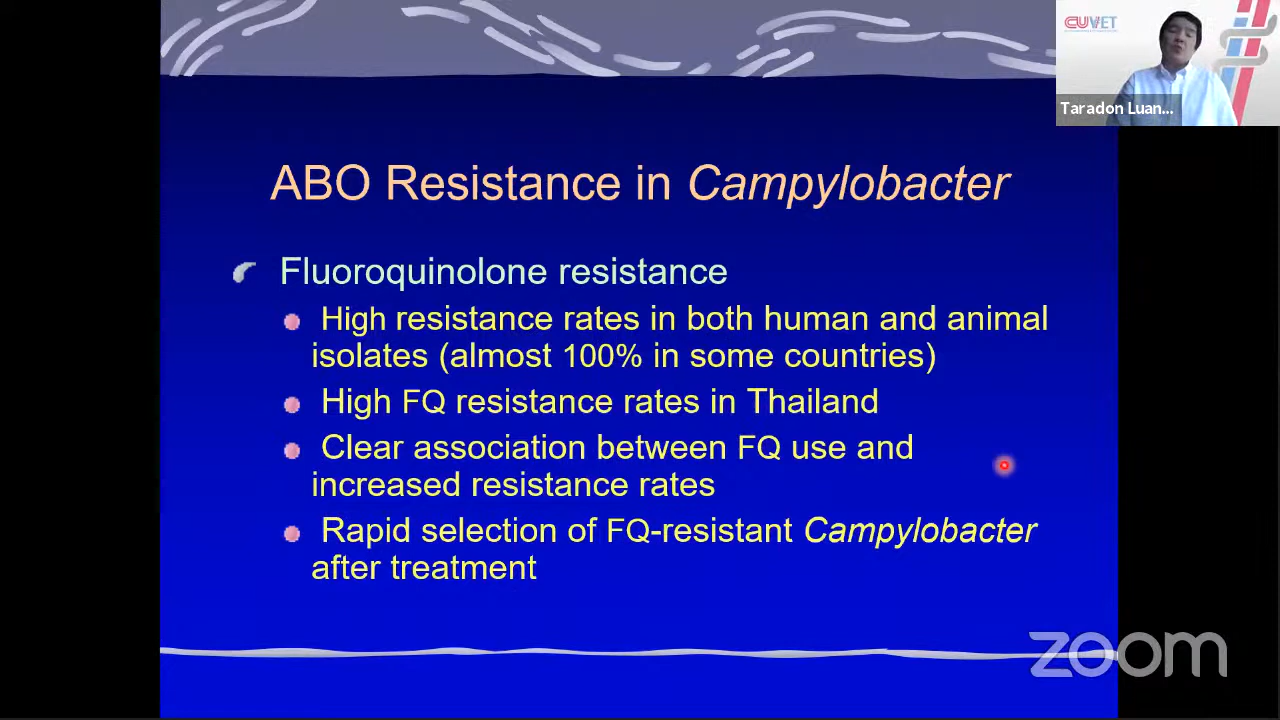 CUVET
Taradon Luan...
ABO Resistance in Campylobacter
Fluoroquinolone resistance
High resistance rates in both human and animal
isolates (almost 100% in some countries)
High FQ resistance rates in Thailand
Clear association between FQ use and
increased resistance rates
Rapid selection of FQ-resistant Campylobacter
after treatment
zoom